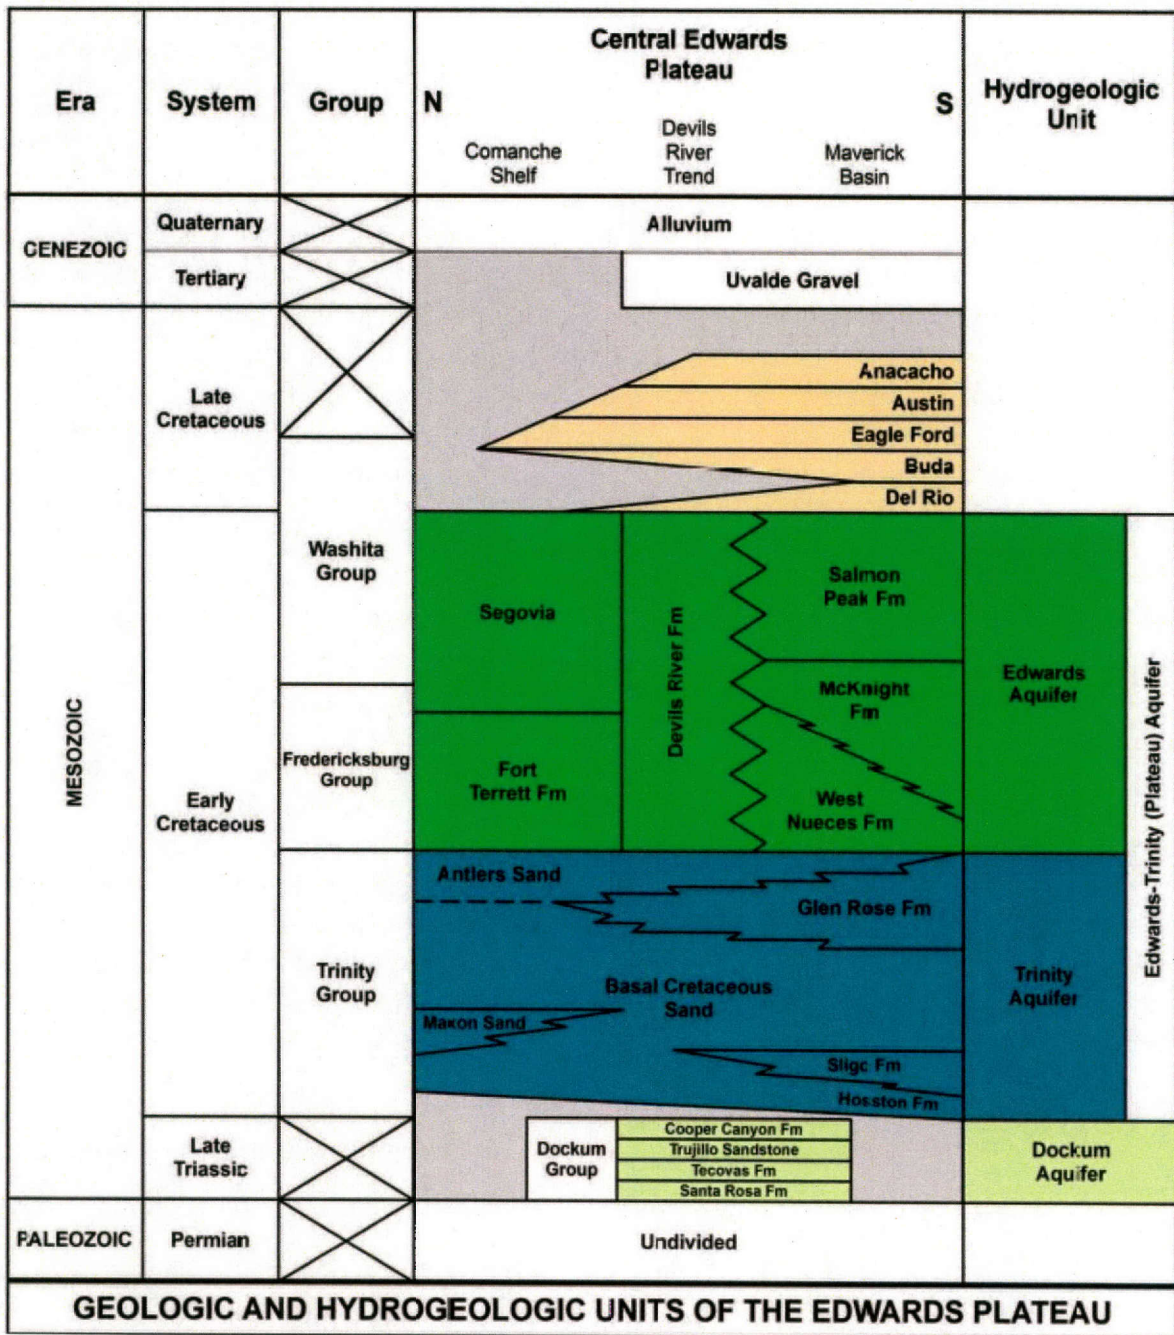 Era
System
Group
Central Edwards
Plateau
N
S
Comanche
Shelf
Devils
River
Trend
Maverick
Basin
Hydrogeologic
Unit
CENEZOIC
Quaternary
Alluvium
Tertiary
Uvalde Gravel
MESOZOIC
Late
Cretaceous
Anacacho
Austin
Eagle Ford
Buda
Del Rio
Early
Cretaceous
Washita
Group
Segovia
Devils River Fm
Salmon
Peak Fm
McKnight
Fm
Edwards
Aquifer
Edwards-Trinity (Plateau) Aquifer
Fredericksburg
Group
Fort
Terrett Fm
West
Nueces Fm
Trinity
Group
Antlers Sand
Glen Rose Fm
Basal Cretaceous
Sand
Maxon Sand
Sligo Fm
Hosston Fm
Trinity
Aquifer
Late
Triassic
Dockum
Group
Cooper Canyon Fm
Trujillo Sandstone
Tecovas Fm
Santa Rosa Fm
Dockum
Aquifer
PALEOZOIC
Permian
Undivided
GEOLOGIC AND HYDROGEOLOGIC UNITS OF THE EDWARDS PLATEAU